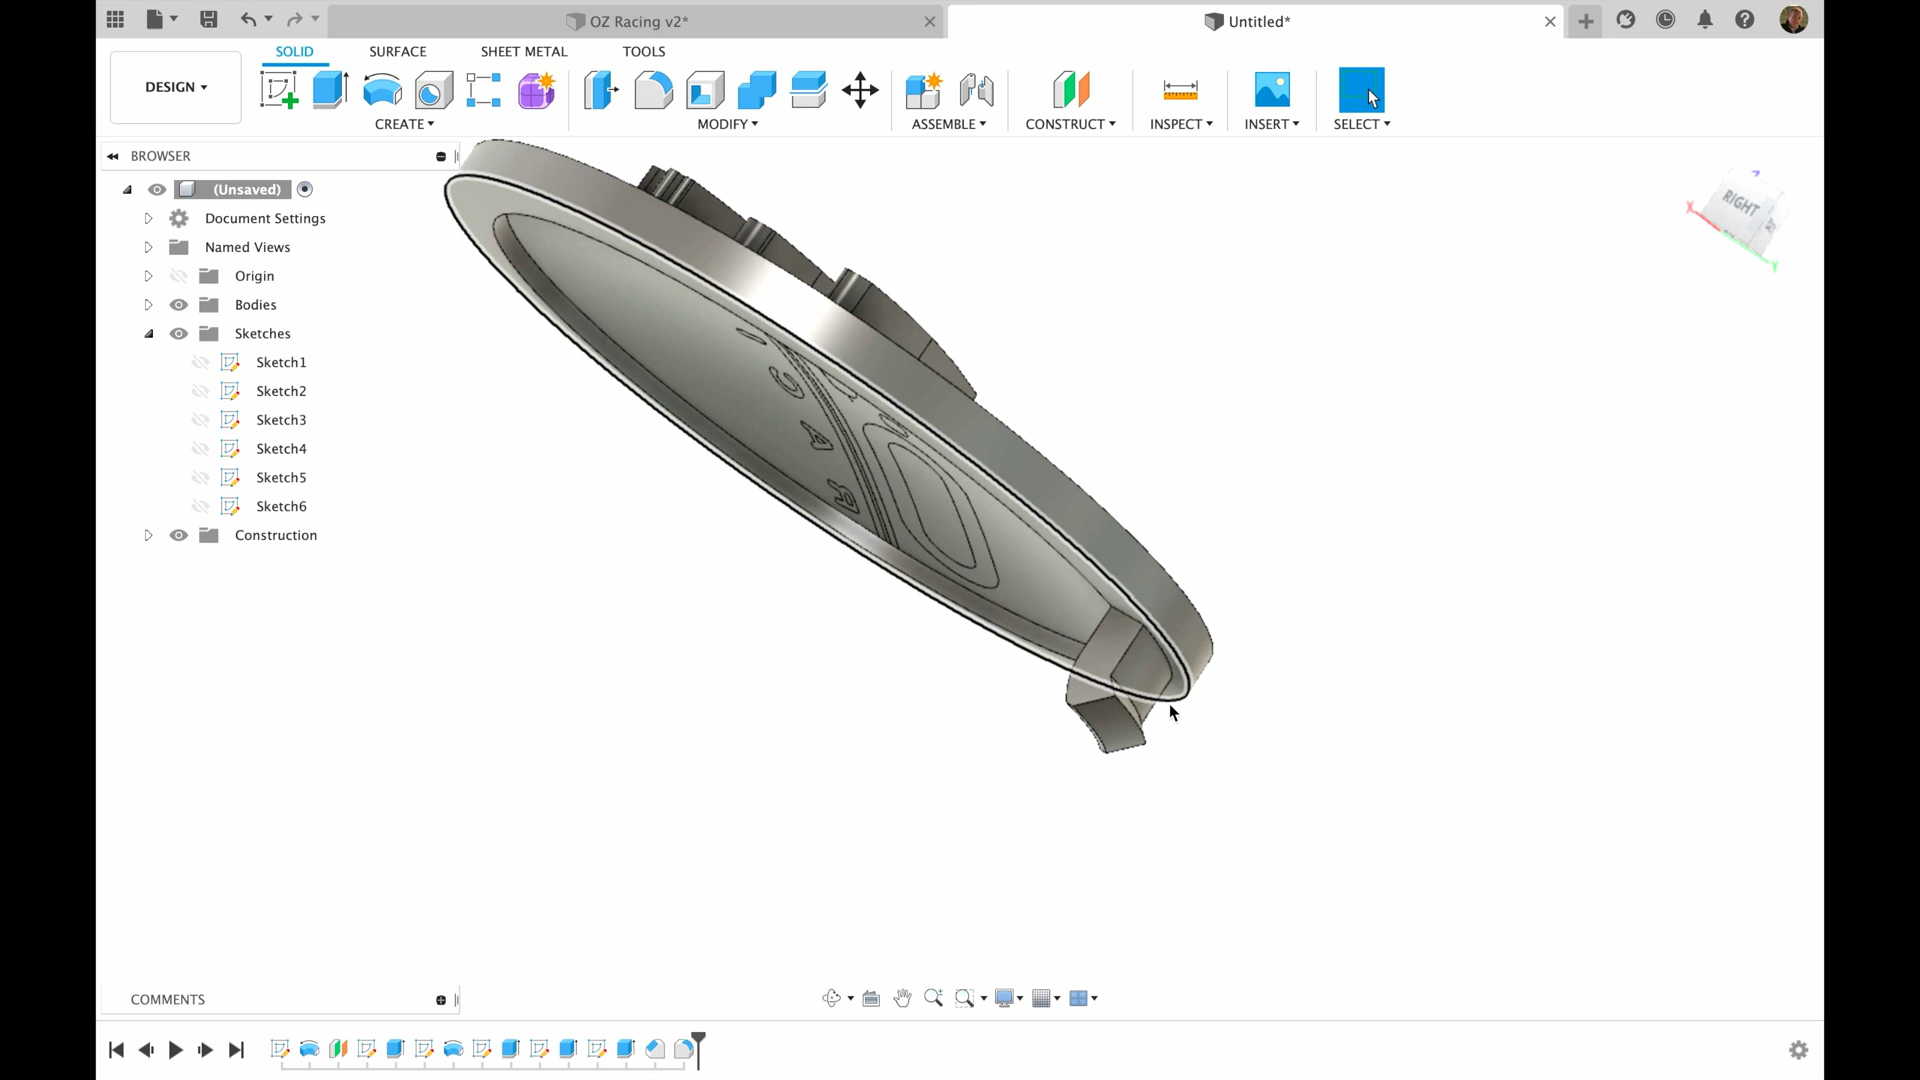 OZ Racing v2*
Untitled*
DESIGN
SOLID
SURFACE
SHEET METAL
TOOLS
CREATE
MODIFY
ASSEMBLE
CONSTRUCT
INSPECT
INSERT
SELECT
BROWSER
(Unsaved)
Document Settings
Named Views
Origin
Bodies
Sketches
Sketch1
Sketch2
Sketch3
Sketch4
Sketch5
Sketch6
Construction
RIGHT
COMMENTS